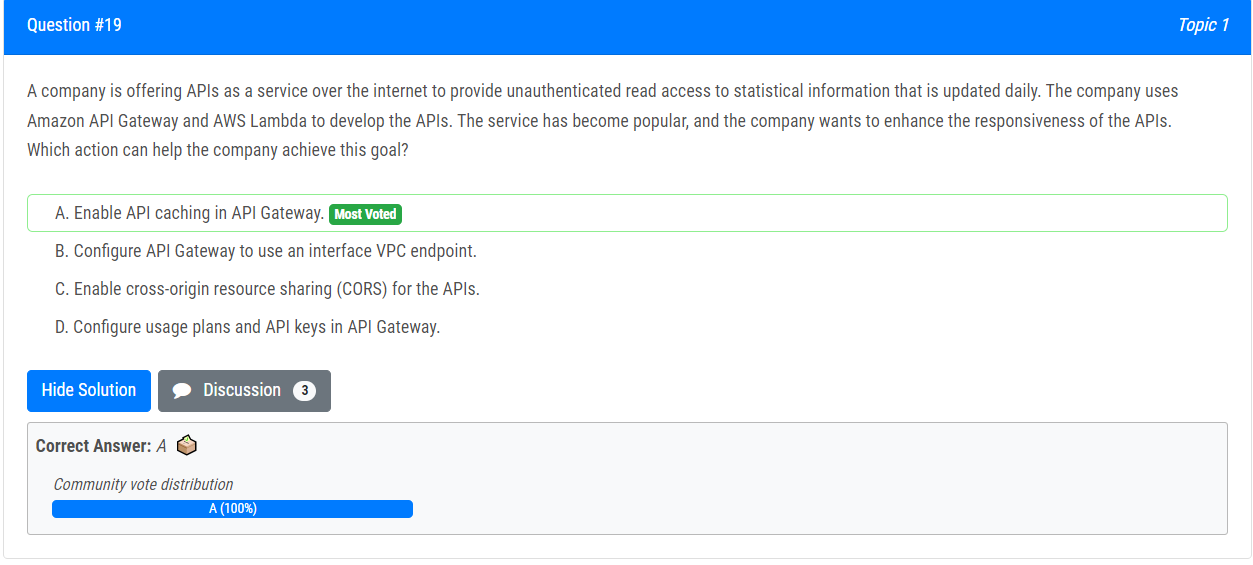 Question #19
Topic 1
A company is offering APIs as a service over the internet to provide unauthenticated read access to statistical information that is updated daily. The company uses
Amazon API Gateway and AWS Lambda to develop the APIs. The service has become popular, and the company wants to enhance the responsiveness of the APIs.
Which action can help the company achieve this goal?
A. Enable API caching in API Gateway. Most Voted
B. Configure API Gateway to use an interface VPC endpoint.
C. Enable cross-origin resource sharing (CORS) for the APIs.
D. Configure usage plans and API keys in API Gateway.
Hide Solution
Discussion 3
Correct Answer: A
Community vote distribution
A (100%)